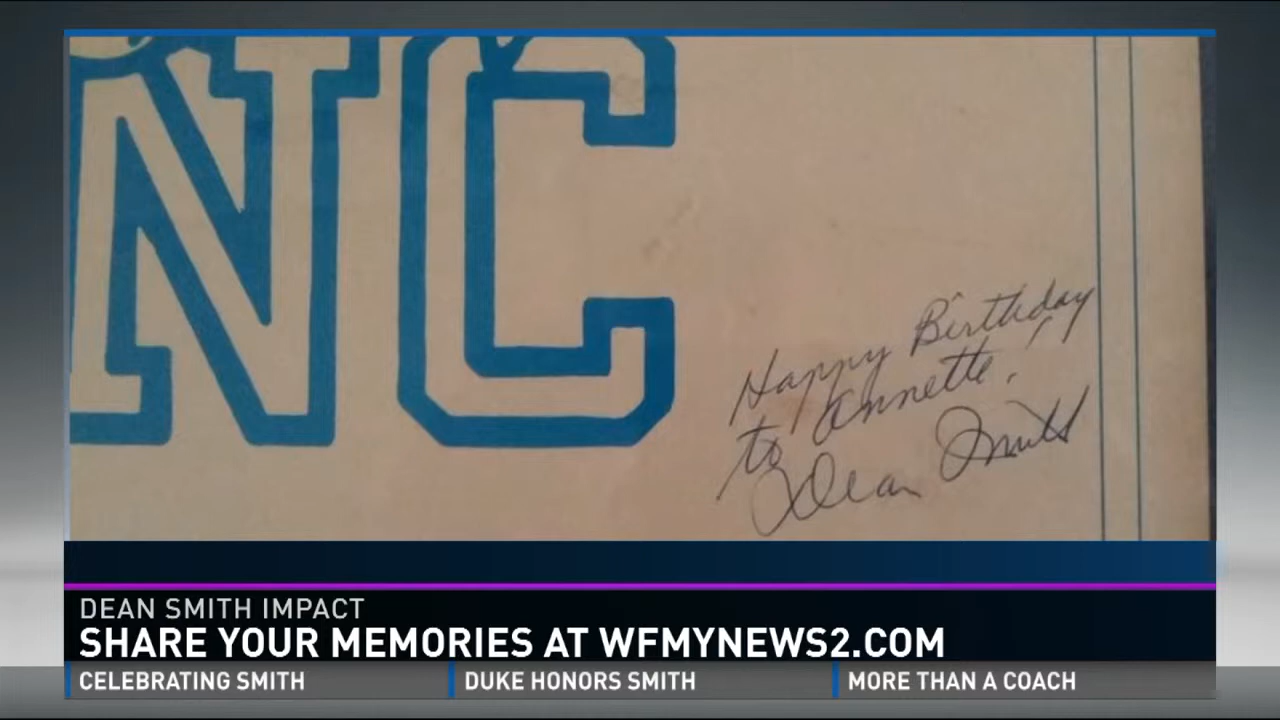 NC
Happy Birthday
to Annette!
Dean Smith
DEAN SMITH IMPACT
SHARE YOUR MEMORIES AT WFMYNEWS2.COM
CELEBRATING SMITH
DUKE HONORS SMITH
MORE THAN A COACH